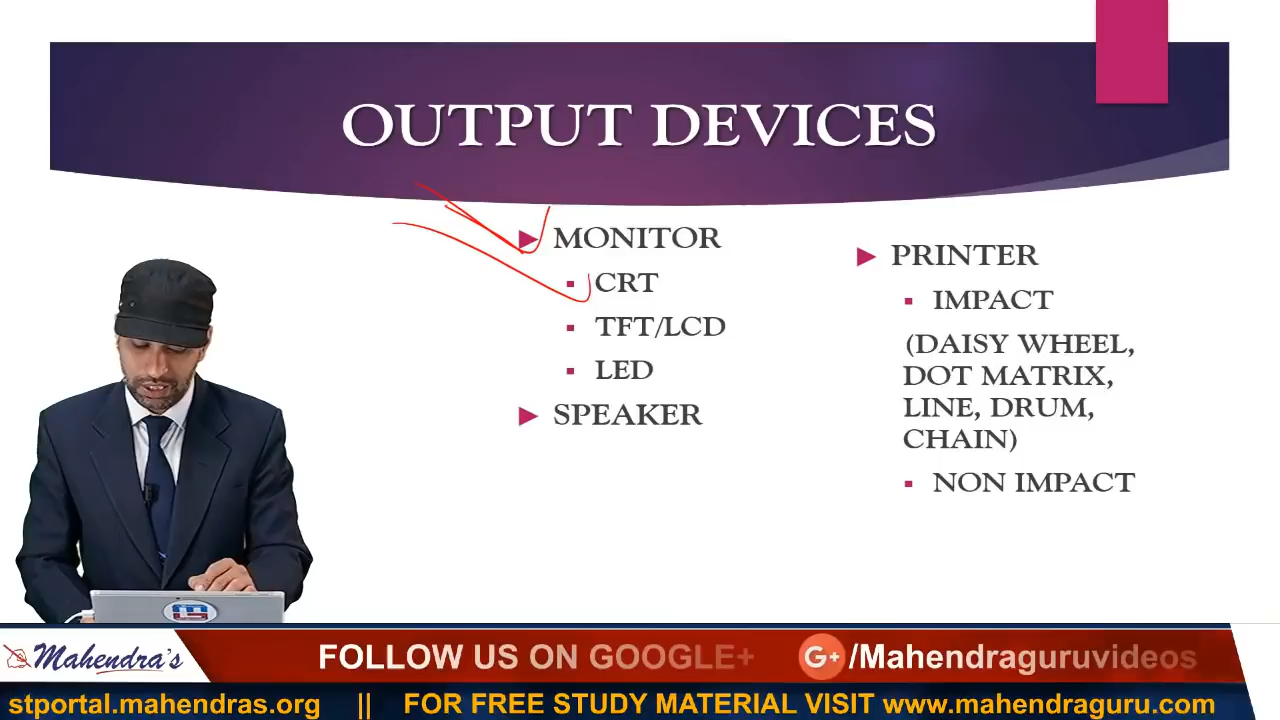 OUTPUT DEVICES
MONITOR
CRT
TFT/LCD
LED
SPEAKER
PRINTER
IMPACT
(DAISY WHEEL,
DOT MATRIX,
LINE, DRUM,
CHAIN)
NON IMPACT
Mahendra's
FOLLOW US ON GOOGLE+
G+ /Mahendraguruvideos
stportal.mahendras.org || FOR FREE STUDY MATERIAL VISIT www.mahendraguru.com